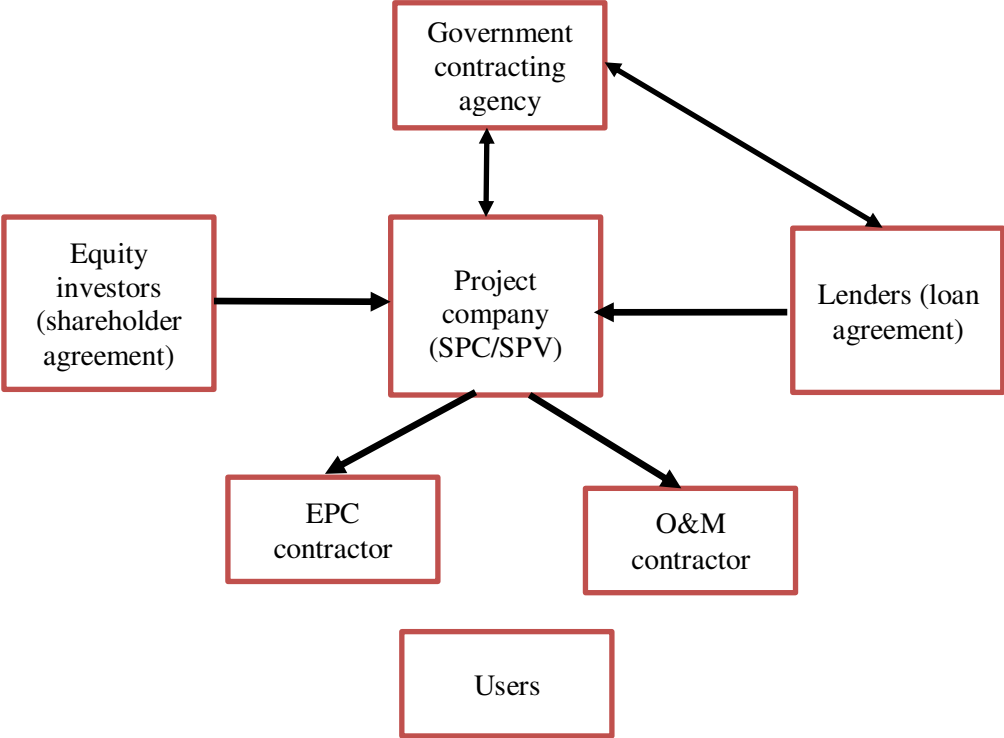 Government
contracting
agency
Equity
investors
(shareholder
agreement)
Project
company
(SPC/SPV)
Lenders (loan
agreement)
EPC
contractor
O&M
contractor
Users